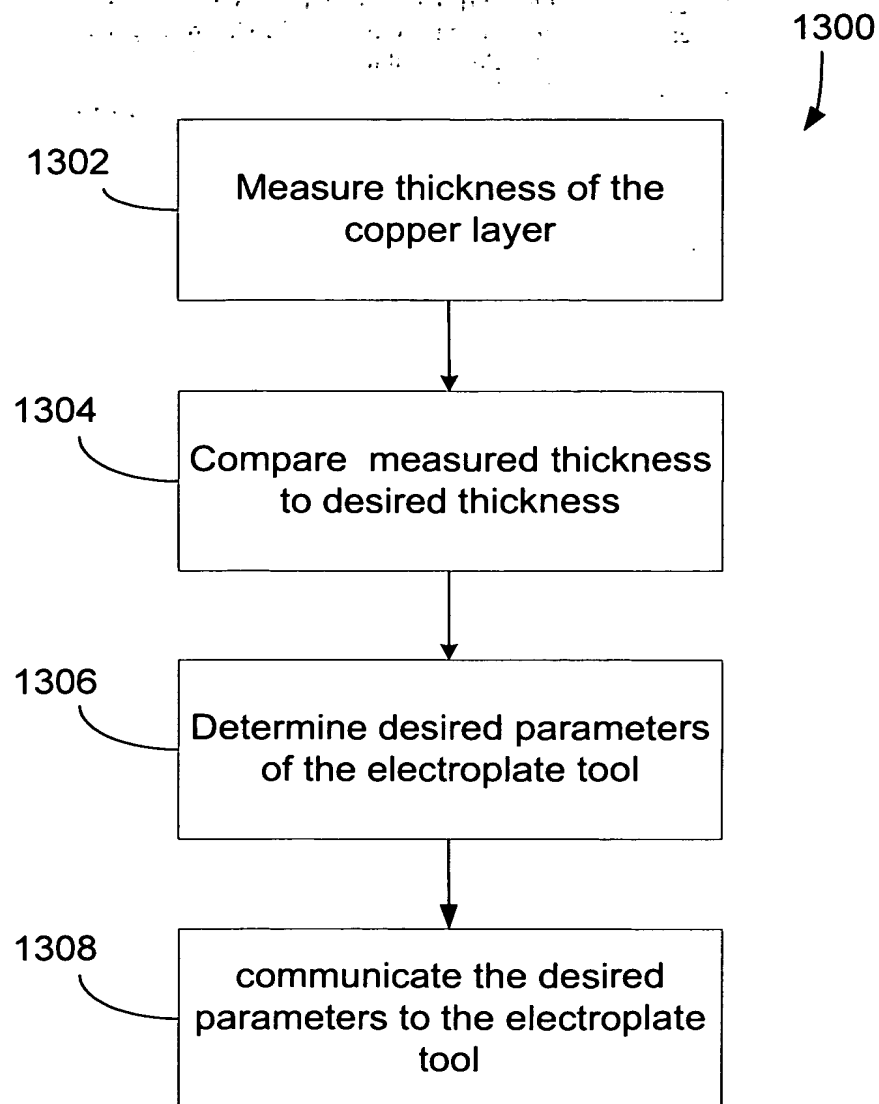 1300
1302
Measure thickness of the
copper layer
1304
Compare measured thickness
to desired thickness
1306
Determine desired parameters
of the electroplate tool
1308
communicate the desired
parameters to the electroplate
tool